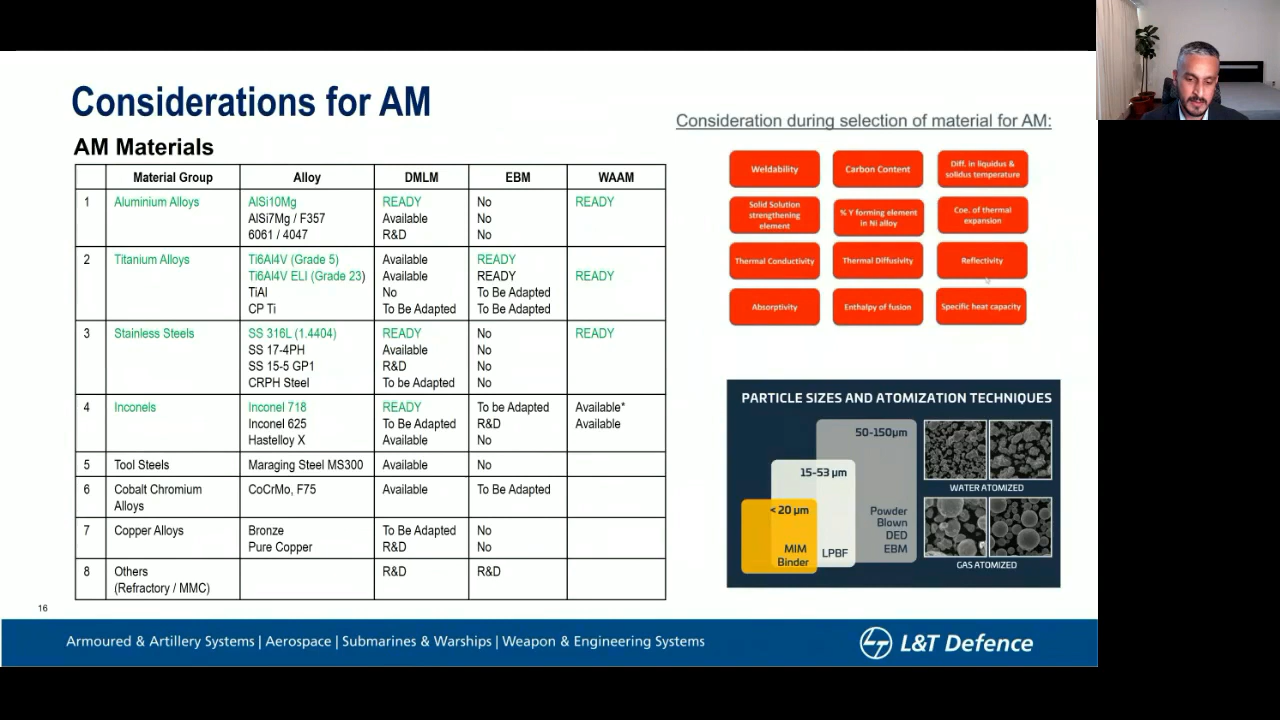 Considerations for AM
AM Materials
Material Group Alloy DMLM EBM WAAM
1 Aluminium Alloys AlSi10Mg READY No READY
AlSi7Mg / F357 Available No
6061 / 4047 R&D No
2 Titanium Alloys Ti6Al4V (Grade 5) Available READY
Ti6Al4V ELI (Grade 23) Available READY READY
TiAl No To Be Adapted
CP Ti To Be Adapted To Be Adapted
3 Stainless Steels SS 316L (1.4404) READY No READY
SS 17-4PH Available No
SS 15-5 GP1 R&D No
CRPH Steel To be Adapted No
4 Inconels Inconel 718 READY To be Adapted Available*
Inconel 625 To Be Adapted R&D Available
Hastelloy X Available No
5 Tool Steels Maraging Steel MS300 Available No
6 Cobalt Chromium CoCrMo, F75 Available To Be Adapted
Alloys
7 Copper Alloys Bronze To Be Adapted No
Pure Copper R&D No
8 Others R&D R&D
(Refractory / MMC)
Consideration during selection of material for AM:
Weldability
Carbon Content
Diff. in liquidus &
solidus temperature
Solid Solution
strengthening
element
% Y forming element
in Ni alloy
Coe. of thermal
expansion
Thermal Conductivity
Thermal Diffusivity
Reflectivity
Absorptivity
Enthalpy of fusion
Specific heat capacity
PARTICLE SIZES AND ATOMIZATION TECHNIQUES
50-150µm
15-53 µm
< 20 µm
Powder
Blown
DED
EBM
LPBF
MIM
Binder
WATER ATOMIZED
GAS ATOMIZED
16
Armoured & Artillery Systems | Aerospace | Submarines & Warships | Weapon & Engineering Systems
L&T Defence